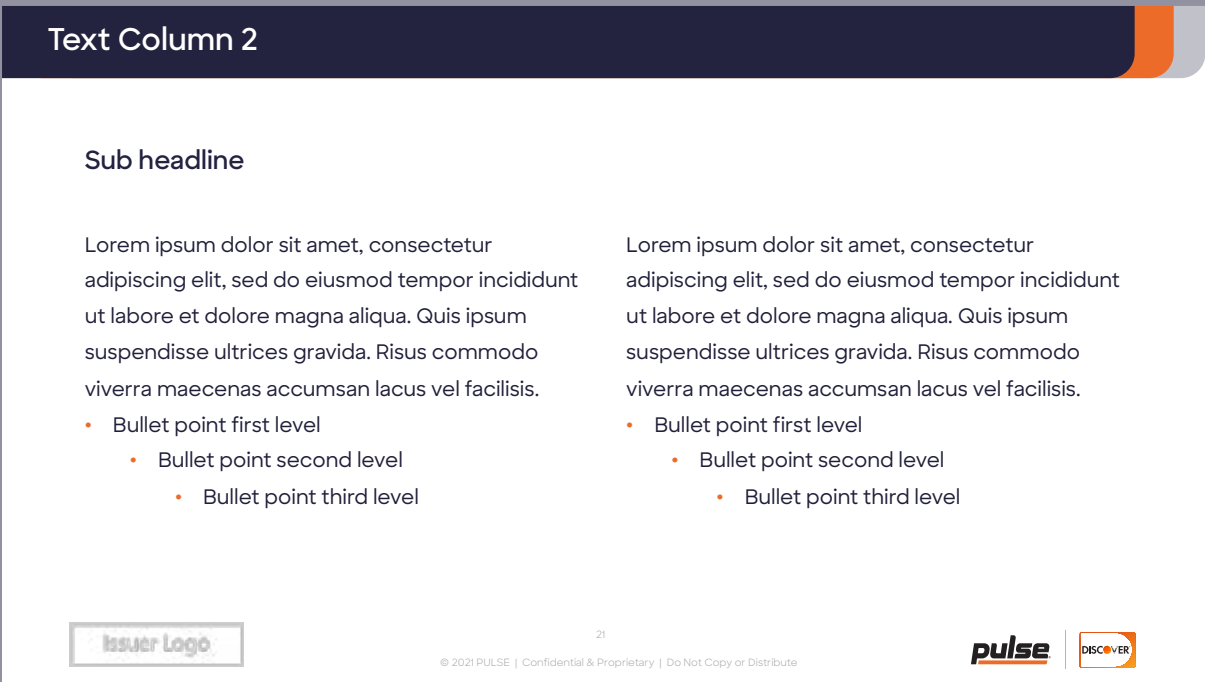 Text Column 2
Sub headline
Lorem ipsum dolor sit amet, consectetur
adipiscing elit, sed do eiusmod tempor incididunt
ut labore et dolore magna aliqua. Quis ipsum
suspendisse ultrices gravida. Risus commodo
viverra maecenas accumsan lacus vel facilisis.
• Bullet point first level
• Bullet point second level
• Bullet point third level
Lorem ipsum dolor sit amet, consectetur
adipiscing elit, sed do eiusmod tempor incididunt
ut labore et dolore magna aliqua. Quis ipsum
suspendisse ultrices gravida. Risus commodo
viverra maecenas accumsan lacus vel facilisis.
• Bullet point first level
• Bullet point second level
• Bullet point third level
Issuer Logo
21
© 2021 PULSE | Confidential & Proprietary | Do Not Copy or Distribute
pulse
DISCOVER